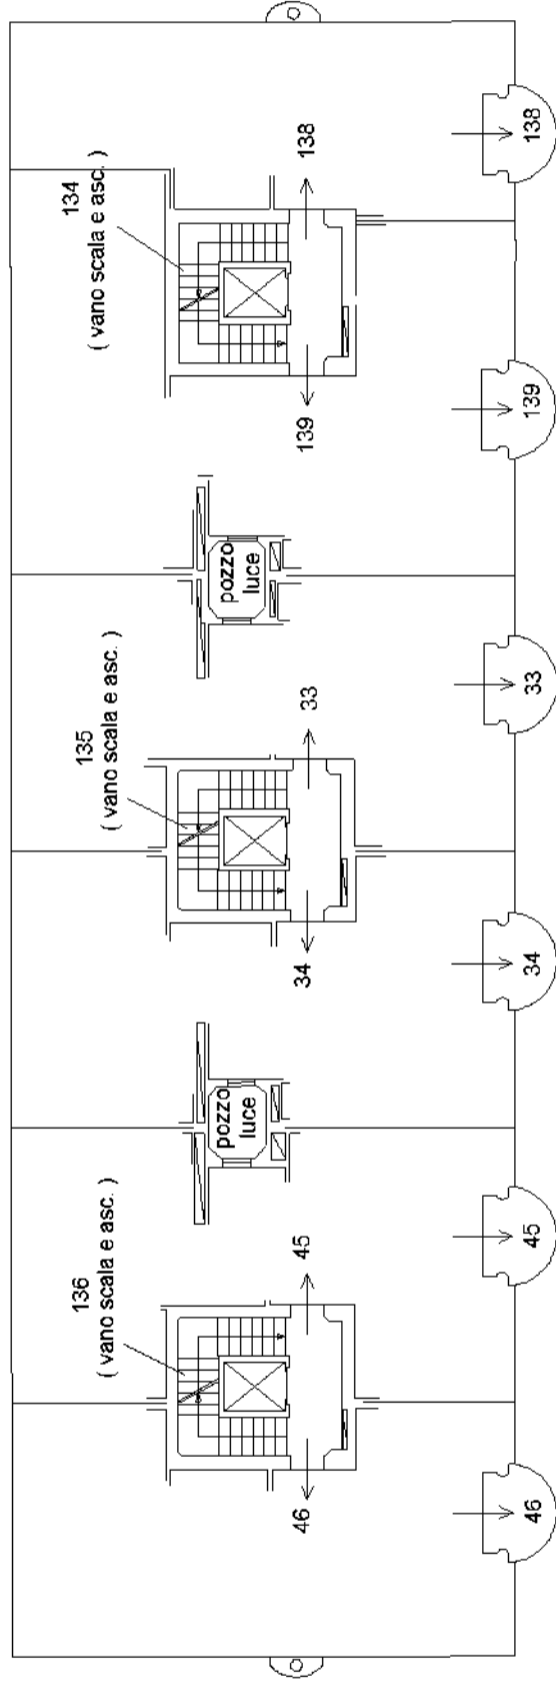 136
( vano scala e asc. )
135
( vano scala e asc. )
134
( vano scala e asc. )
pozzo
luce
pozzo
luce
46
45
34
33
139
138
46
45
34
33
139
138